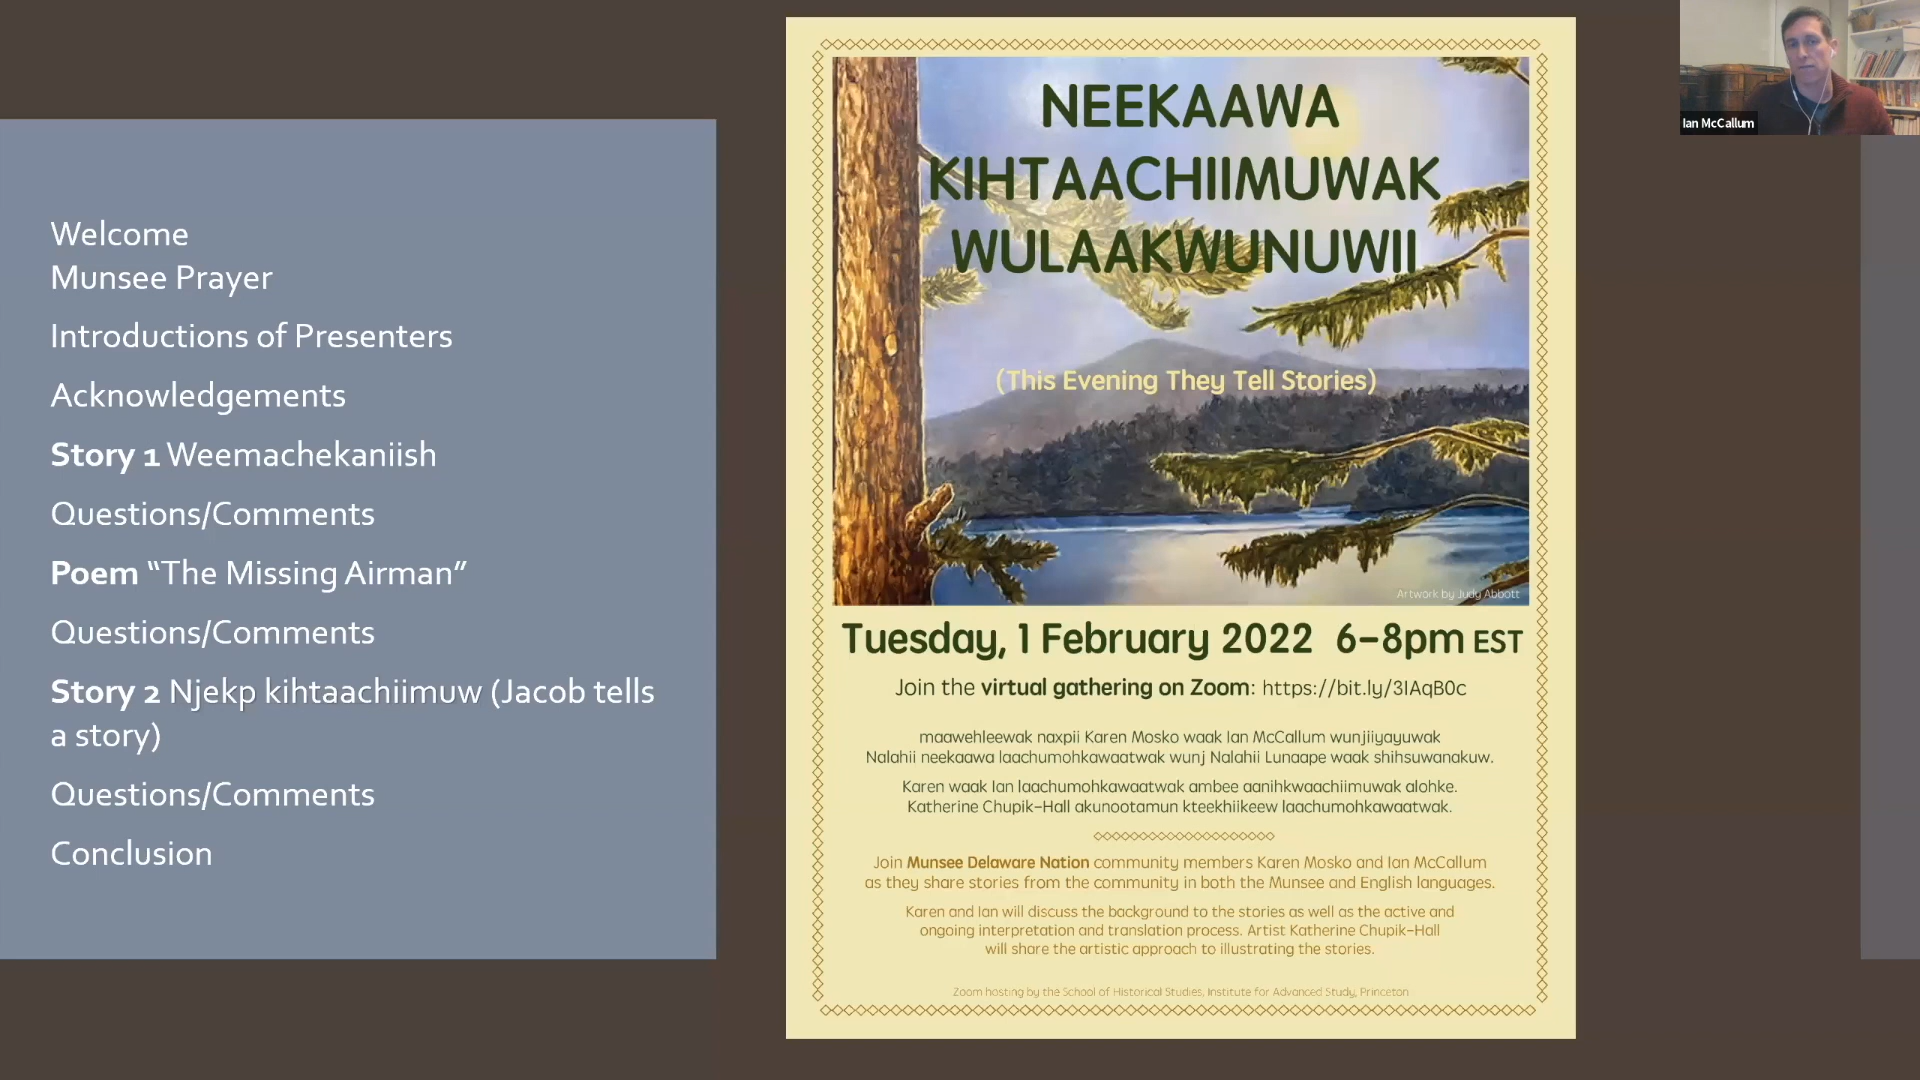 Welcome
Munsee Prayer
Introductions of Presenters
Acknowledgements
Story 1 Weemachekaniish
Questions/Comments
Poem “The Missing Airman”
Questions/Comments
Story 2 Njekp kihtaachiimuw (Jacob tells
a story)
Questions/Comments
Conclusion
NEEKAAWA
KIHTAACHIIMUWAK
WULAAKWUNUWII
(This Evening They Tell Stories)
Artwork by Judy Abbott
Tuesday, 1 February 2022 6–8pm EST
Join the virtual gathering on Zoom: https://bit.ly/3IAqB0c
maawehleewak naxpii Karen Mosko waak Ian McCallum wunjiiyayuwak
Nalahii neekaawa laachumohkawaatwak wunj Nalahii Lunaape waak shihsuwanakuw.
Karen waak Ian laachumohkawaatwak ambee aanihkwaachiimuwak alohke.
Katherine Chupik–Hall akunootamun kteekhiikeew laachumohkawaatwak.
Join Munsee Delaware Nation community members Karen Mosko and Ian McCallum
as they share stories from the community in both the Munsee and English languages.
Karen and Ian will discuss the background to the stories as well as the active and
ongoing interpretation and translation process. Artist Katherine Chupik–Hall
will share the artistic approach to illustrating the stories.
Zoom hosting by the School of Historical Studies, Institute for Advanced Study, Princeton
Ian McCallum